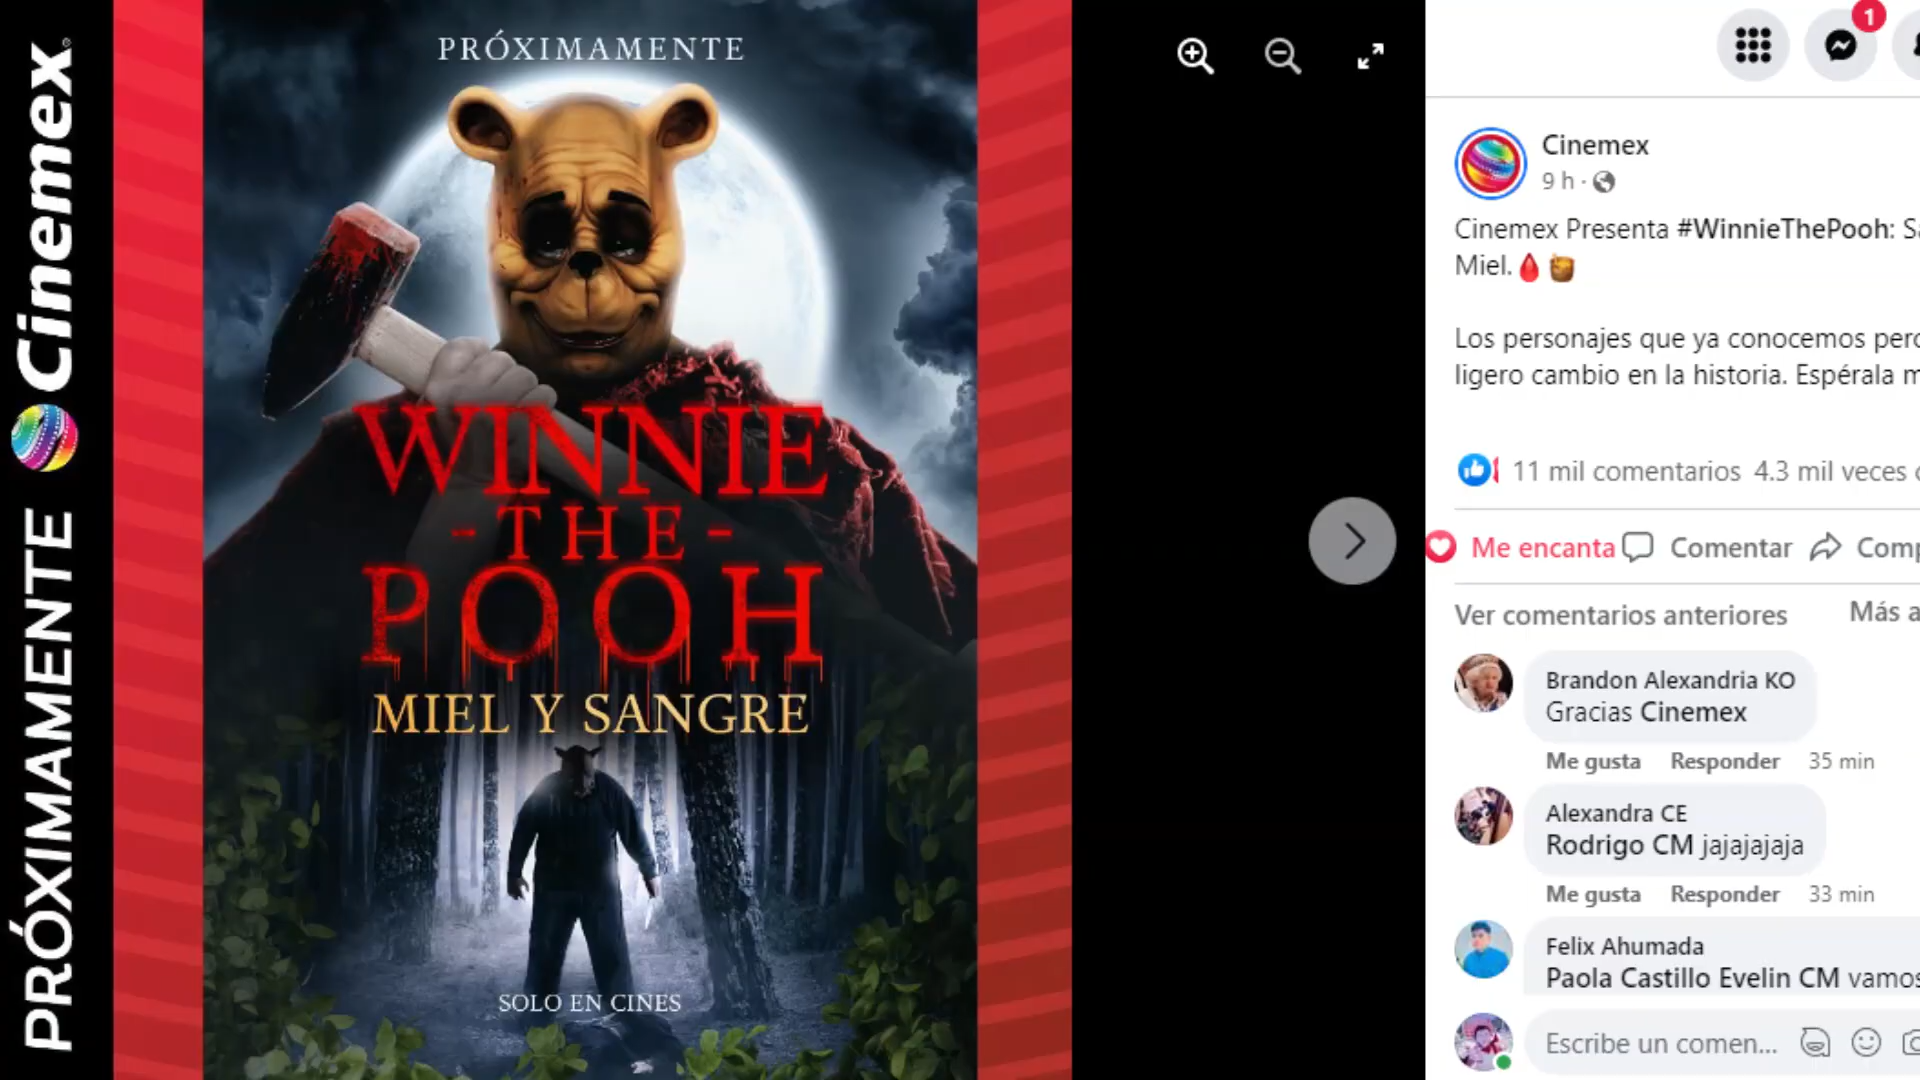 PRÓXIMAMENTE Cinemex
PRÓXIMAMENTE
WINNIE
-THE-
POOH
MIEL Y SANGRE
SOLO EN CINES
1
Cinemex
9 h ·
Cinemex Presenta #WinnieThePooh:
Miel.
Los personajes que ya conocemos
ligero cambio en la historia. Espérala
11 mil comentarios 4.3 mil veces
Me encanta Comentar
Ver comentarios anteriores Más
Brandon Alexandria KO
Gracias Cinemex
Me gusta Responder 35 min
Alexandra CE
Rodrigo CM jajajajaja
Me gusta Responder 33 min
Felix Ahumada
Paola Castillo Evelin CM vamos
Escribe un comen...